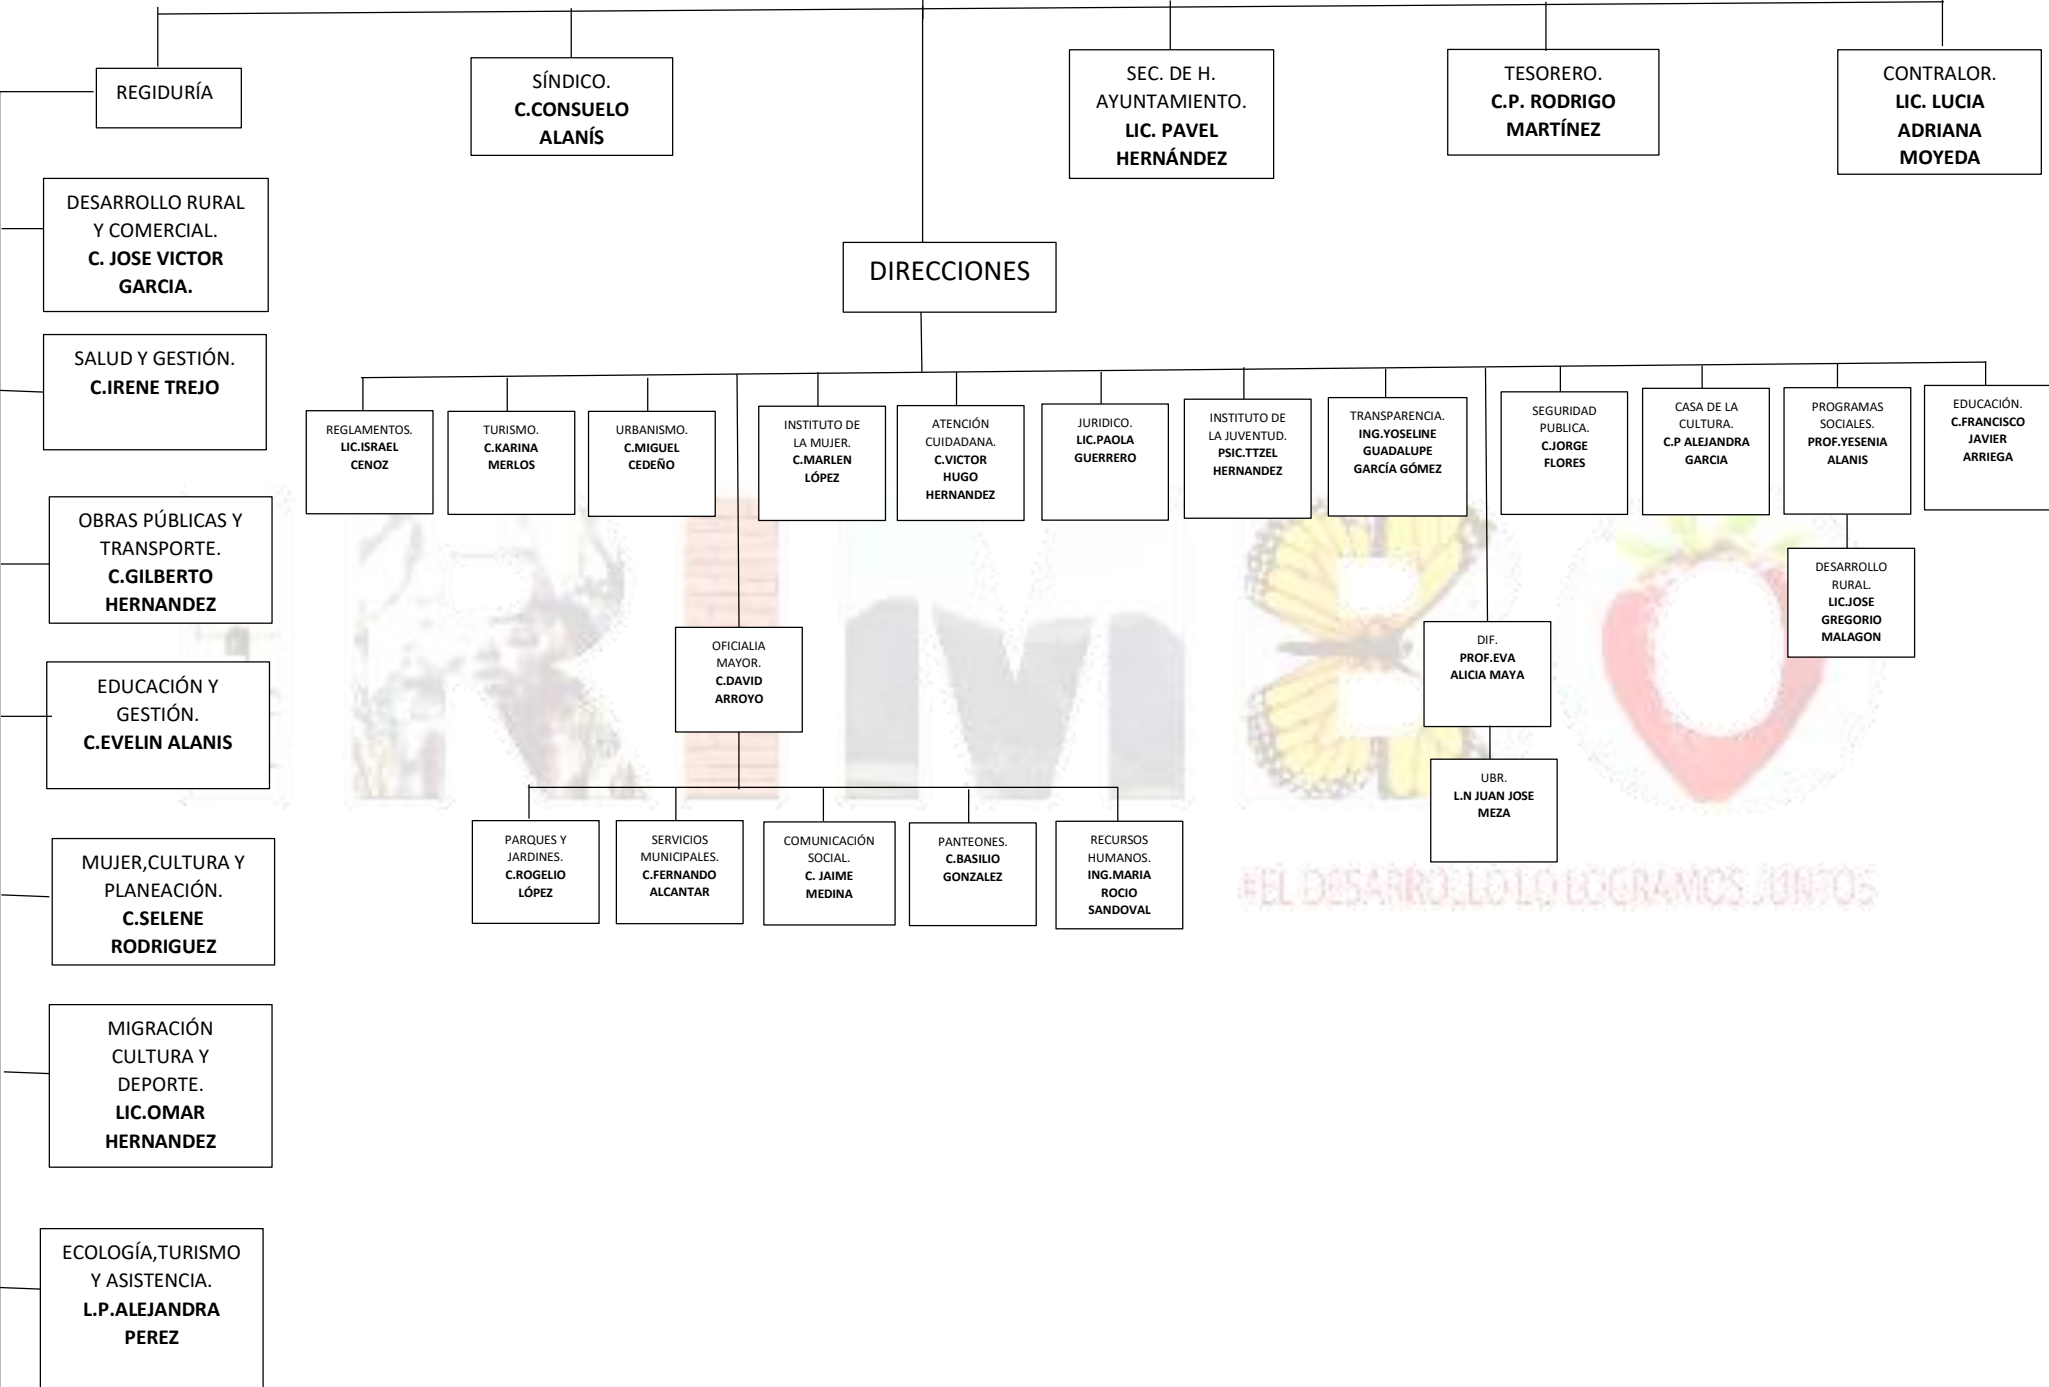 REGIDURÍA
SÍNDICO.
C.CONSUELO
ALANÍS
SEC. DE H.
AYUNTAMIENTO.
LIC. PAVEL
HERNÁNDEZ
TESORERO.
C.P. RODRIGO
MARTÍNEZ
CONTRALOR.
LIC. LUCIA
ADRIANA
MOYEDA
DESARROLLO RURAL
Y COMERCIAL.
C. JOSE VICTOR
GARCIA.
SALUD Y GESTIÓN.
C.IRENE TREJO
OBRAS PÚBLICAS Y
TRANSPORTE.
C.GILBERTO
HERNANDEZ
EDUCACIÓN Y
GESTIÓN.
C.EVELIN ALANIS
MUJER,CULTURA Y
PLANEACIÓN.
C.SELENE
RODRIGUEZ
MIGRACIÓN
CULTURA Y
DEPORTE.
LIC.OMAR
HERNANDEZ
ECOLOGÍA,TURISMO
Y ASISTENCIA.
L.P.ALEJANDRA
PEREZ
DIRECCIONES
REGLAMENTOS.
LIC.ISRAEL
CENOZ
TURISMO.
C.KARINA
MERLOS
URBANISMO.
C.MIGUEL
CEDEÑO
INSTITUTO DE
LA MUJER.
C.MARLEN
LÓPEZ
ATENCIÓN
CUIDADANA.
C.VICTOR
HUGO
HERNANDEZ
JURIDICO.
LIC.PAOLA
GUERRERO
INSTITUTO DE
LA JUVENTUD.
PSIC.TTZEL
HERNANDEZ
TRANSPARENCIA.
ING.YOSELINE
GUADALUPE
GARCÍA GÓMEZ
SEGURIDAD
PUBLICA.
C.JORGE
FLORES
CASA DE LA
CULTURA.
C.P ALEJANDRA
GARCIA
PROGRAMAS
SOCIALES.
PROF.YESENIA
ALANIS
EDUCACIÓN.
C.FRANCISCO
JAVIER
ARRIEGA
DESARROLLO
RURAL.
LIC.JOSE
GREGORIO
MALAGON
OFICIALIA
MAYOR.
C.DAVID
ARROYO
DIF.
PROF.EVA
ALICIA MAYA
UBR.
L.N JUAN JOSE
MEZA
PARQUES Y
JARDINES.
C.ROGELIO
LÓPEZ
SERVICIOS
MUNICIPALES.
C.FERNANDO
ALCANTAR
COMUNICACIÓN
SOCIAL.
C. JAIME
MEDINA
PANTEONES.
C.BASILIO
GONZALEZ
RECURSOS
HUMANOS.
ING.MARIA
ROCIO
SANDOVAL
RIMBO
#EL DESARROLLO LO LOGRAMOS JUNTOS